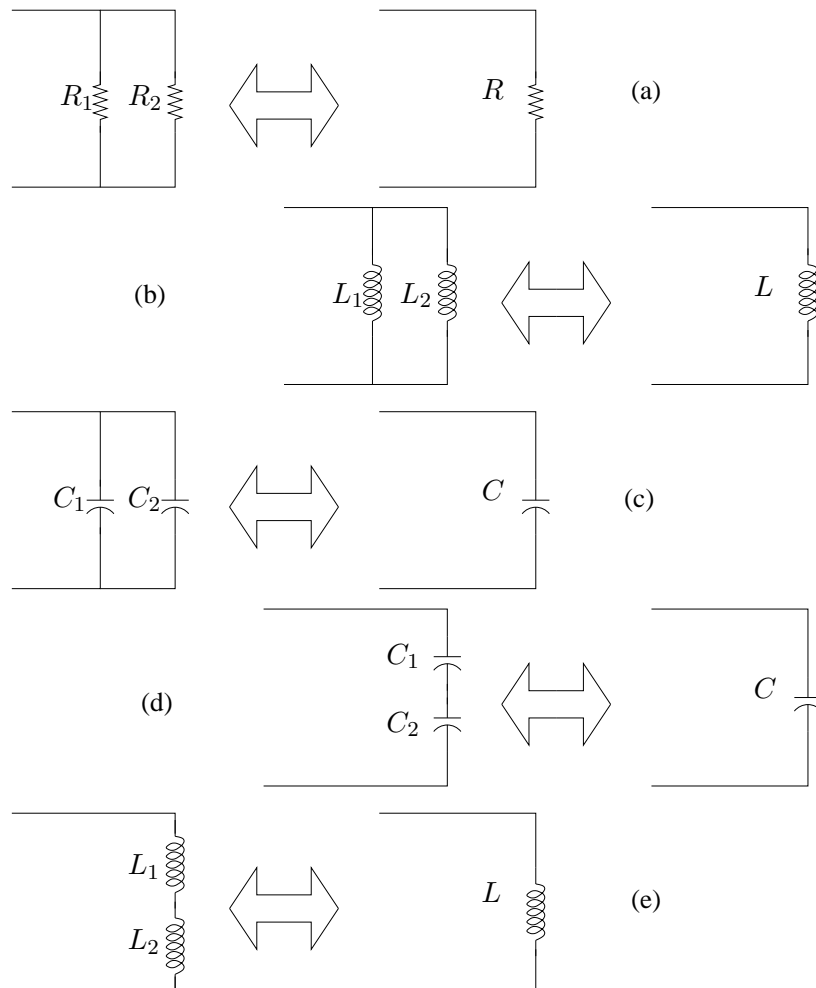 R₁ R₂ R (a)
(b) L₁ L₂ L
C₁ C₂ C (c)
C₁
(d) C₂ C
L₁
L₂ L (e)